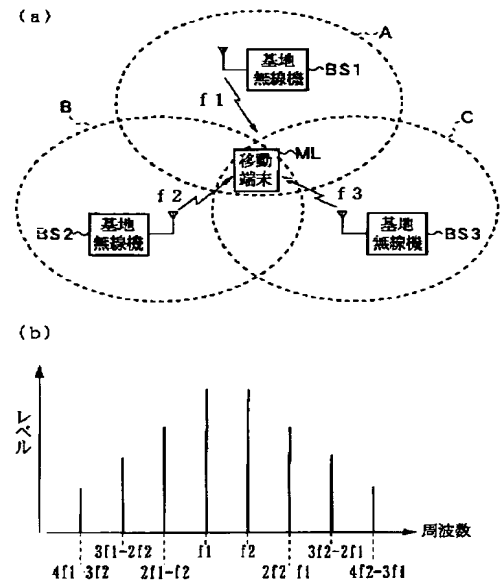 (a)
A
基地
無線機
BS1
f1
B
C
移動
端末
ML
f2
f3
BS2
基地
無線機
基地
無線機
BS3
(b)
レベル
周波数
3f1-2f2
f1
f2
3f2-2f1
4f1-3f2
2f1-f2
2f2-f1
4f2-3f1